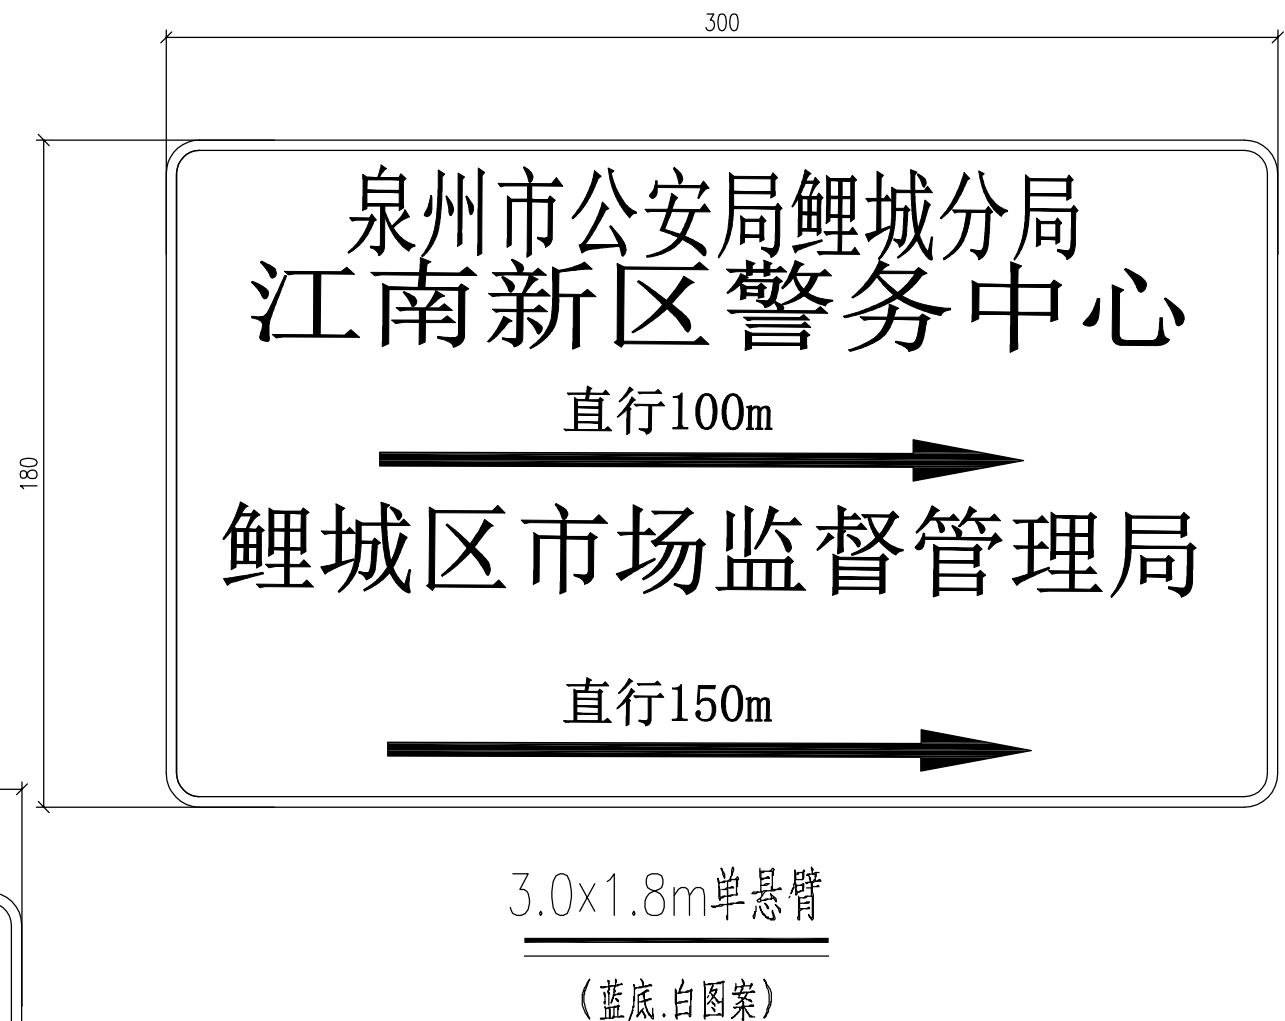 300
泉州市公安局鲤城分局
江南新区警务中心
直行100m
180
鲤城区市场监督管理局
直行150m
3.0x1.8m单悬臂
(蓝底.白图案)